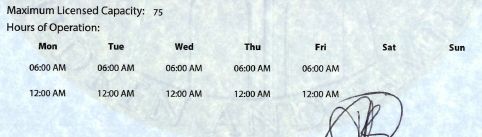 Maximum Licensed Capacity: 75
Hours of Operation:
Mon Tue Wed Thu Fri Sat Sun
06:00 AM 06:00 AM 06:00 AM 06:00 AM 06:00 AM
12:00 AM 12:00 AM 12:00 AM 12:00 AM 12:00 AM